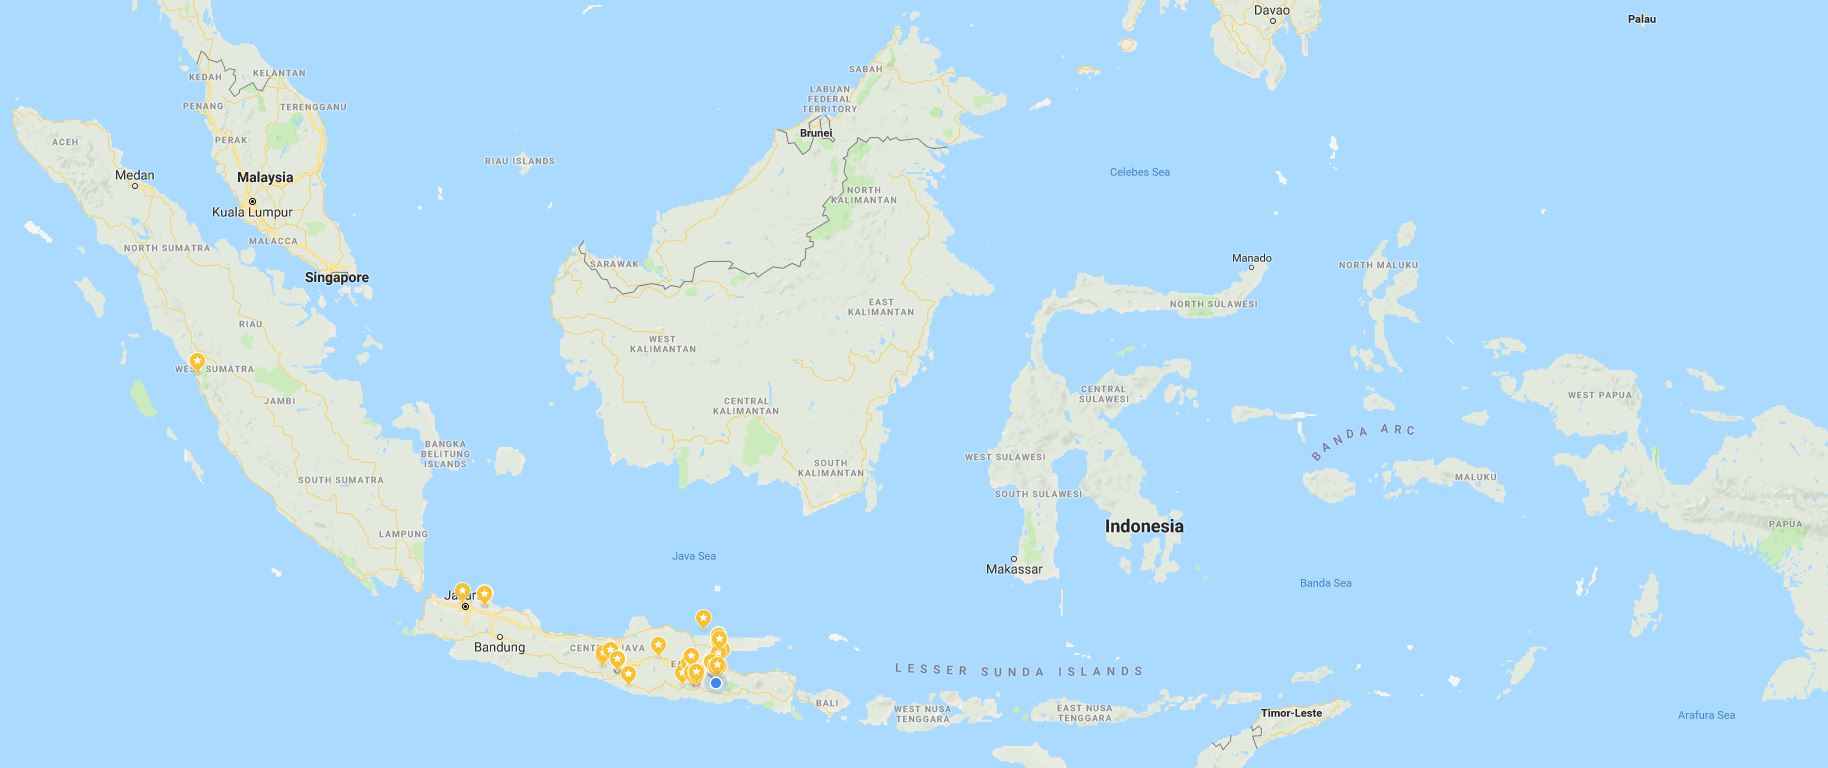 Davao
Palau
KEDAH
KELANTAN
SABAH
PENANG
TERENGGANU
LABUAN
FEDERAL
TERRITORY
Brunei
ACEH
PERAK
RIAU ISLANDS
Medan
Malaysia
Celebes Sea
NORTH
KALIMANTAN
Kuala Lumpur
MALACCA
NORTH SUMATRA
Singapore
SARAWAK
Manado
NORTH MALUKU
EAST
KALIMANTAN
NORTH SULAWESI
RIAU
WEST
KALIMANTAN
WEST SUMATRA
JAMBI
CENTRAL
KALIMANTAN
CENTRAL
SULAWESI
WEST PAPUA
BANDA ARC
BANGKA
BELITUNG
ISLANDS
SOUTH
KALIMANTAN
WEST SULAWESI
SOUTH SUMATRA
SOUTH SULAWESI
MALUKU
LAMPUNG
Indonesia
PAPUA
Java Sea
Makassar
Banda Sea
Bandung
LESSER SUNDA ISLANDS
BALI
WEST NUSA
TENGGARA
EAST NUSA
TENGGARA
Timor-Leste
Arafura Sea